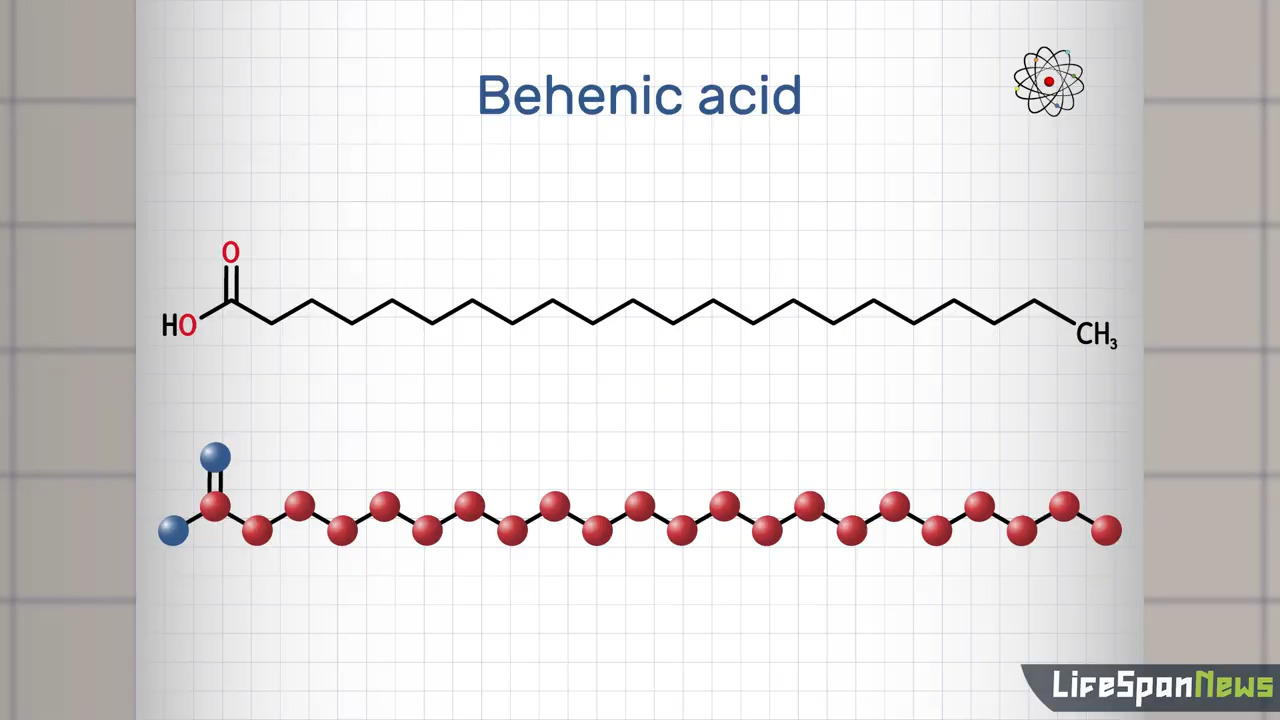 Behenic acid
O
HO
CH₃
LifeSpanNews